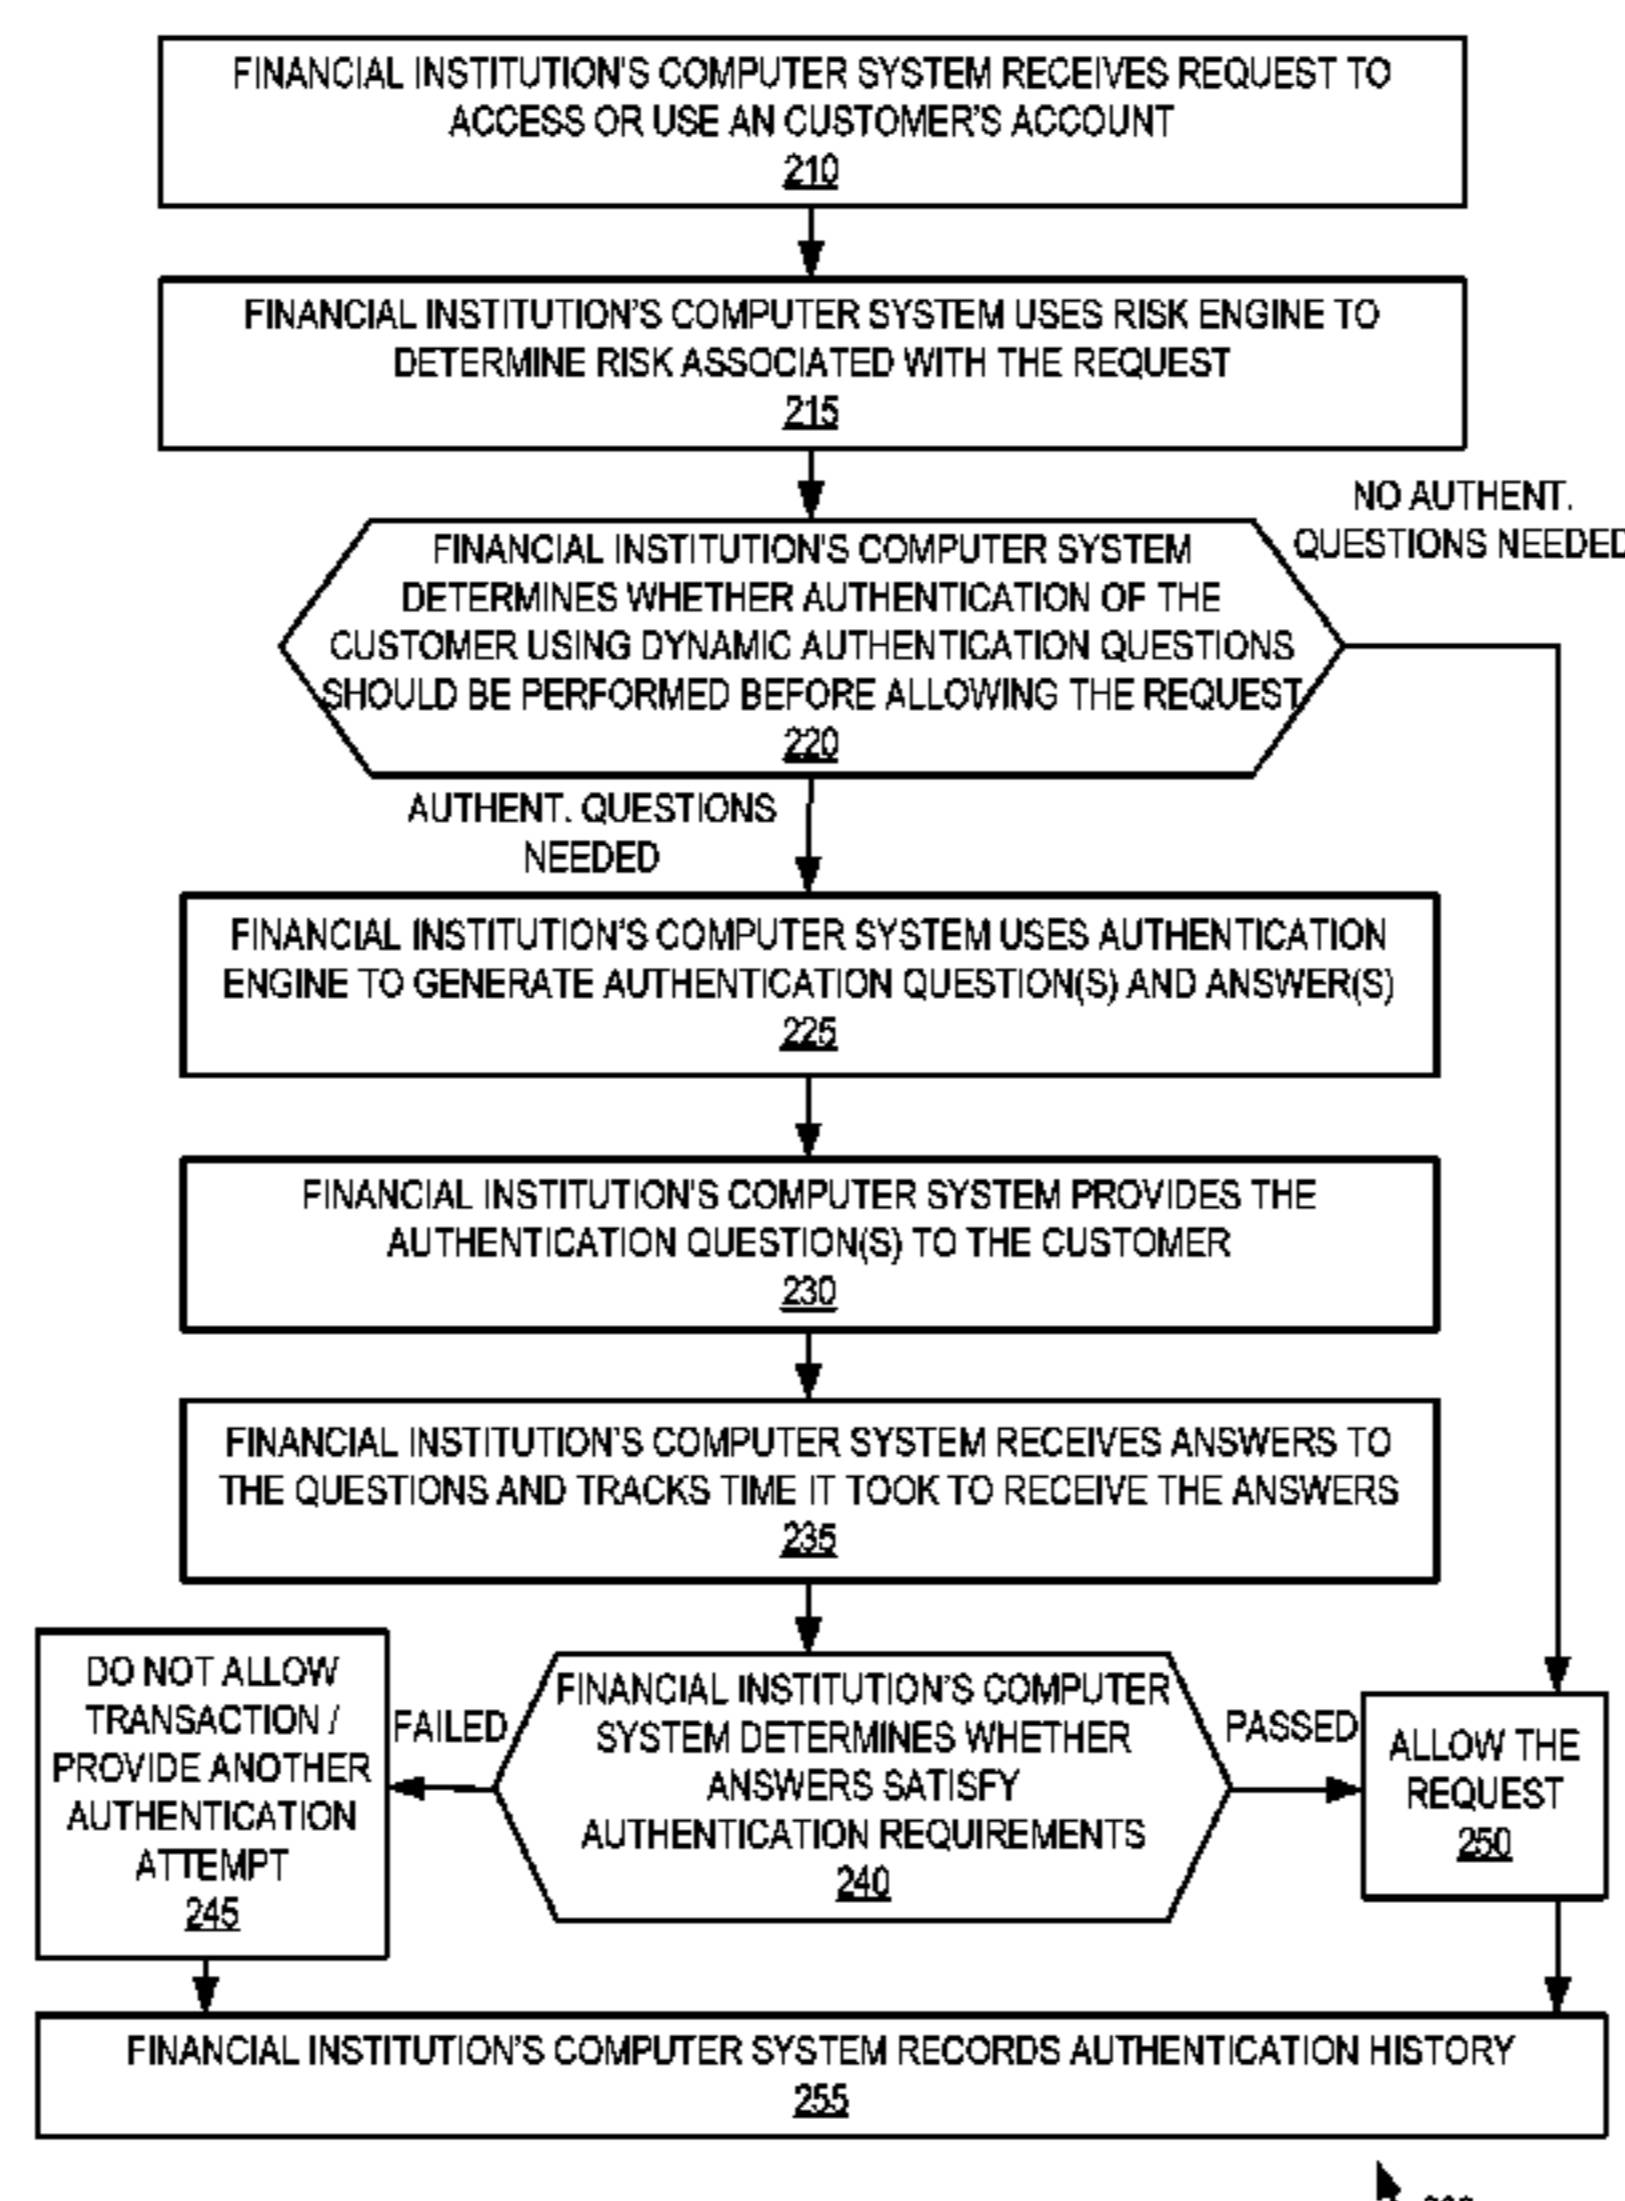 FINANCIAL INSTITUTION'S COMPUTER SYSTEM RECEIVES REQUEST TO
ACCESS OR USE AN CUSTOMER'S ACCOUNT
210
FINANCIAL INSTITUTION'S COMPUTER SYSTEM USES RISK ENGINE TO
DETERMINE RISK ASSOCIATED WITH THE REQUEST
215
NO AUTHENT.
QUESTIONS NEEDED
FINANCIAL INSTITUTION'S COMPUTER SYSTEM
DETERMINES WHETHER AUTHENTICATION OF THE
CUSTOMER USING DYNAMIC AUTHENTICATION QUESTIONS
SHOULD BE PERFORMED BEFORE ALLOWING THE REQUEST
220
AUTHENT. QUESTIONS
NEEDED
FINANCIAL INSTITUTION'S COMPUTER SYSTEM USES AUTHENTICATION
ENGINE TO GENERATE AUTHENTICATION QUESTION(S) AND ANSWER(S)
225
FINANCIAL INSTITUTION'S COMPUTER SYSTEM PROVIDES THE
AUTHENTICATION QUESTION(S) TO THE CUSTOMER
230
FINANCIAL INSTITUTION'S COMPUTER SYSTEM RECEIVES ANSWERS TO
THE QUESTIONS AND TRACKS TIME IT TOOK TO RECEIVE THE ANSWERS
235
DO NOT ALLOW
TRANSACTION /
PROVIDE ANOTHER
AUTHENTICATION
ATTEMPT
245
FAILED
FINANCIAL INSTITUTION'S COMPUTER
SYSTEM DETERMINES WHETHER
ANSWERS SATISFY
AUTHENTICATION REQUIREMENTS
240
PASSED
ALLOW THE
REQUEST
250
FINANCIAL INSTITUTION'S COMPUTER SYSTEM RECORDS AUTHENTICATION HISTORY
255